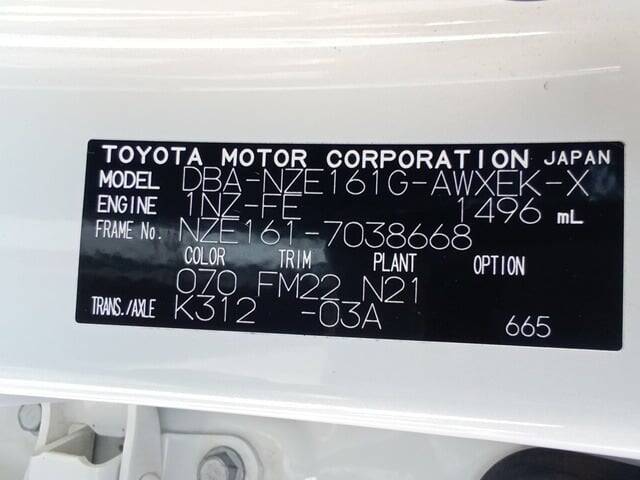 TOYOTA MOTOR CORPORATION JAPAN
MODEL DBA-NZE161G-AWXEK-X
ENGINE 1NZ-FE 1496 mL
FRAME No. NZE161-7038668
COLOR TRIM PLANT OPTION
070 FM22 N21
TRANS./AXLE K312 -03A 665